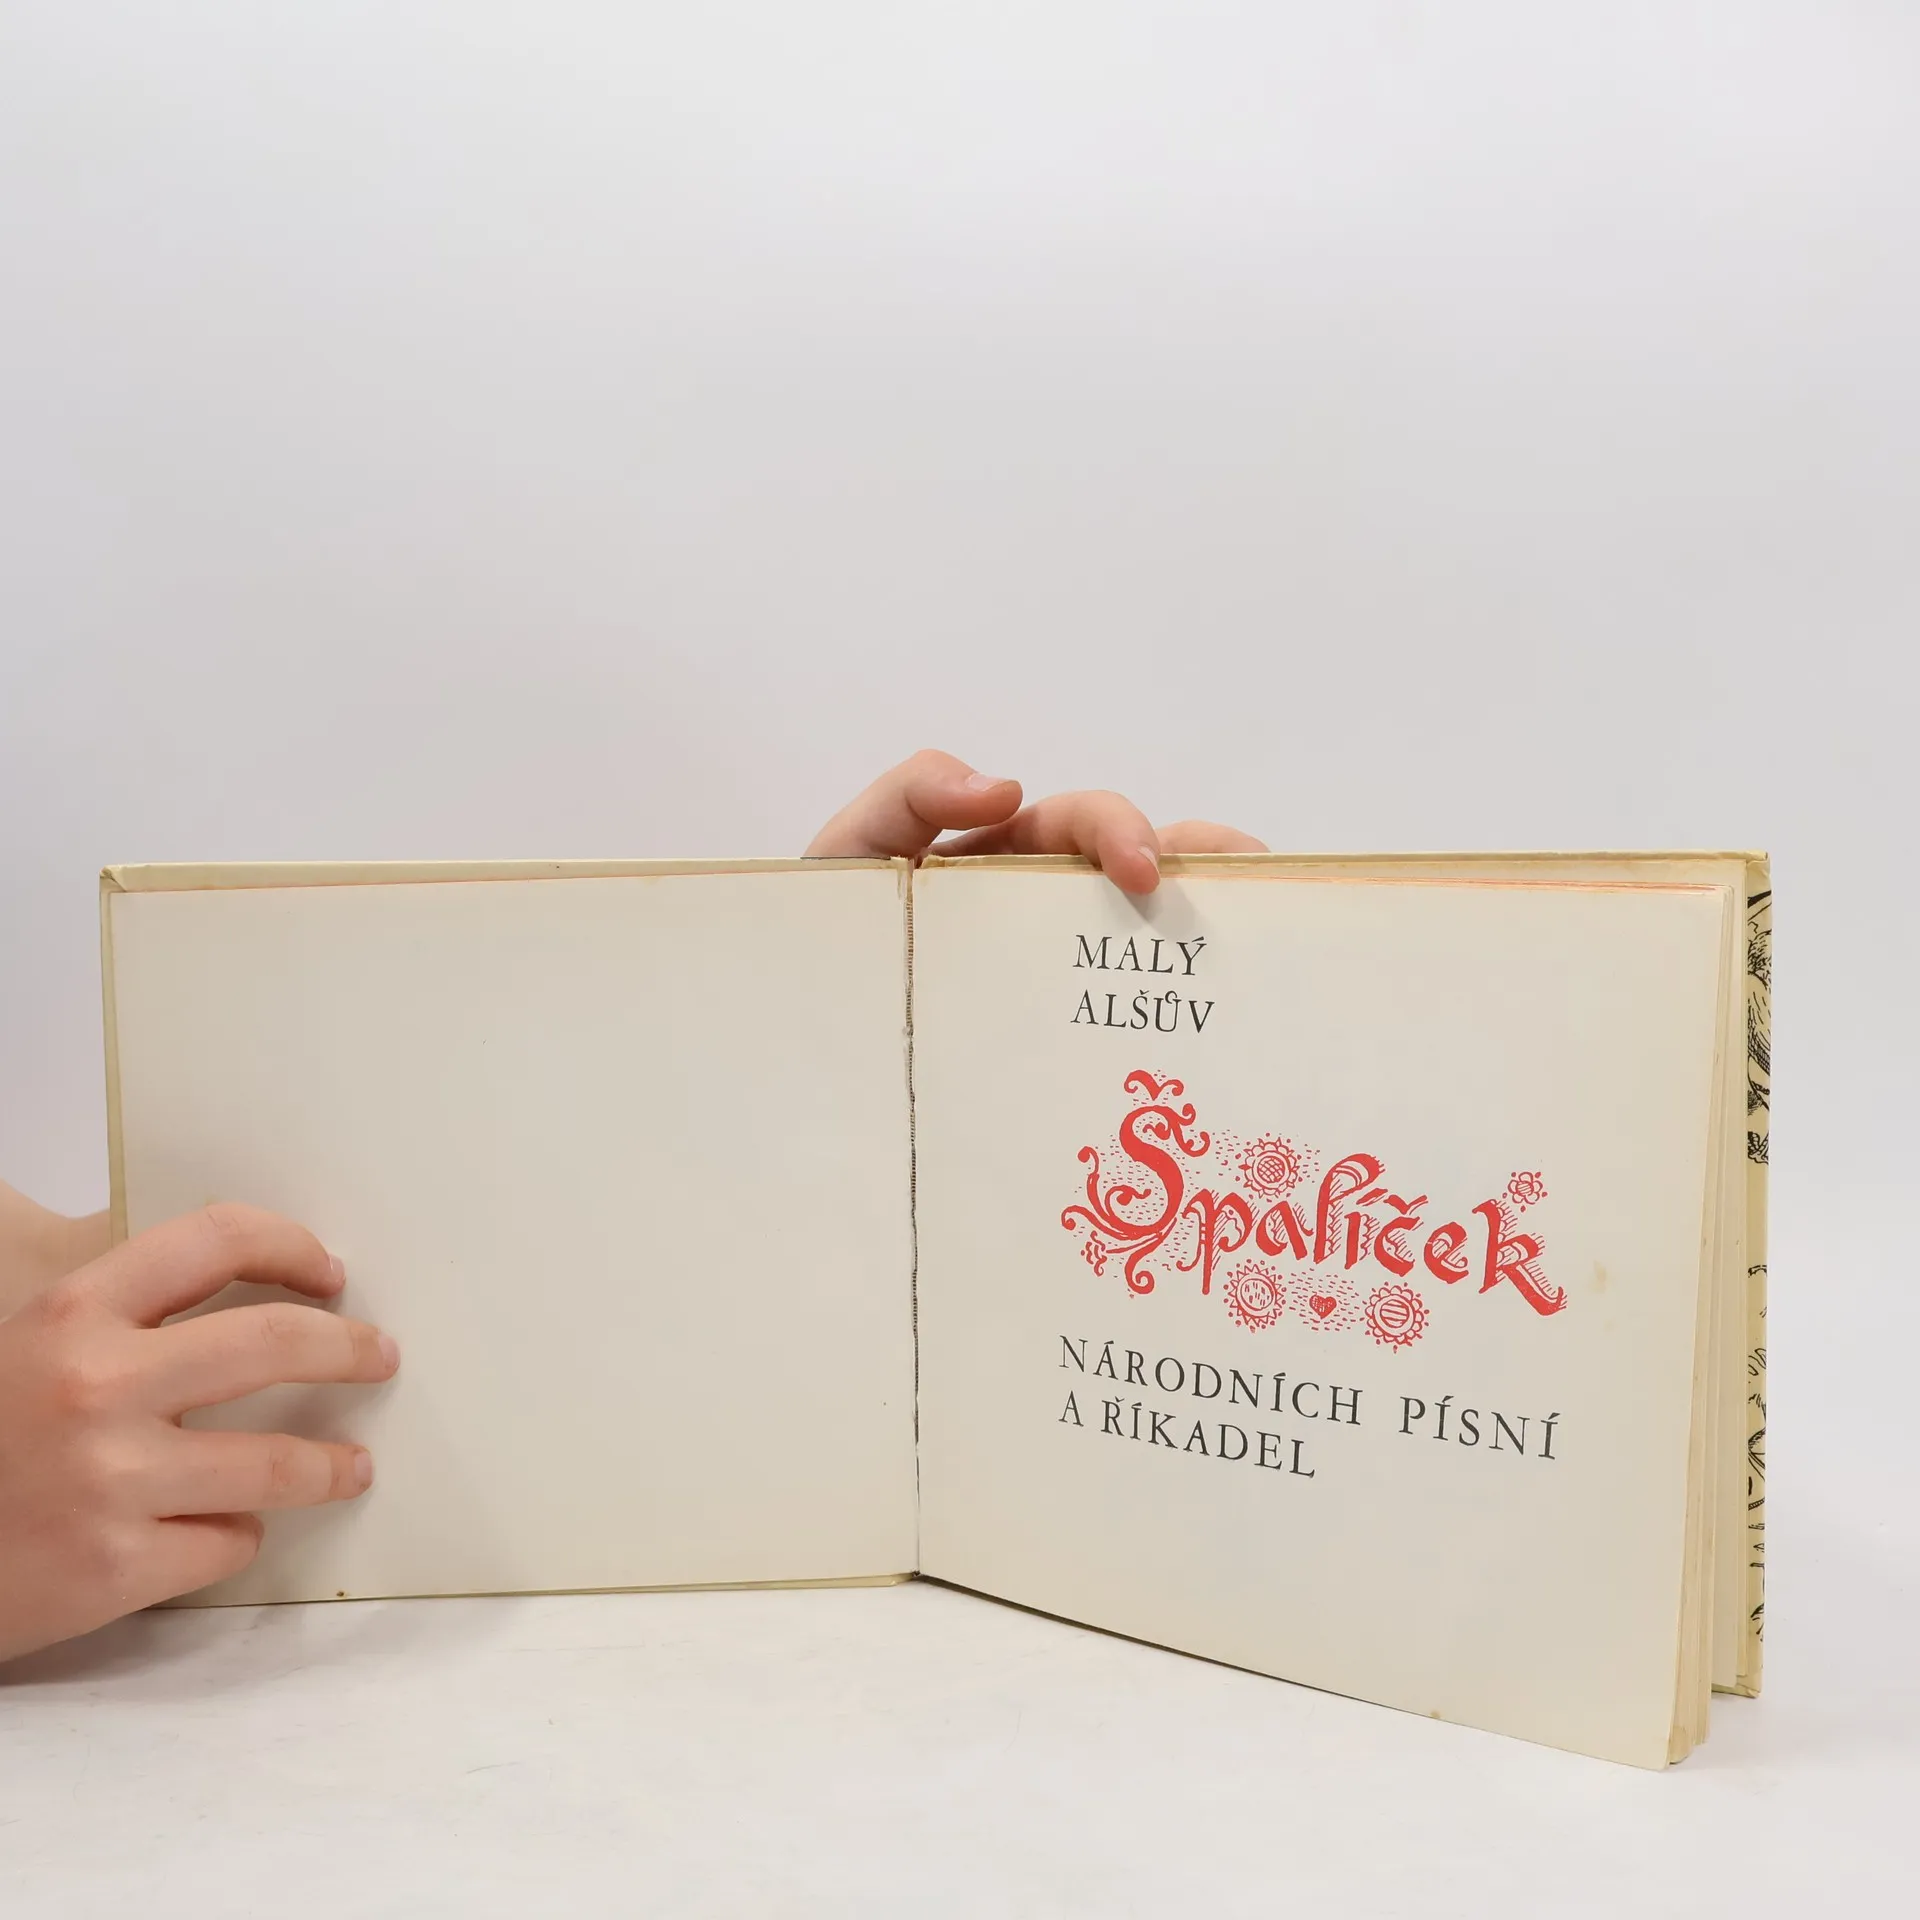 MALÝ
ALŠŮV
Špalíček
NÁRODNÍCH PÍSNÍ
A ŘÍKADEL